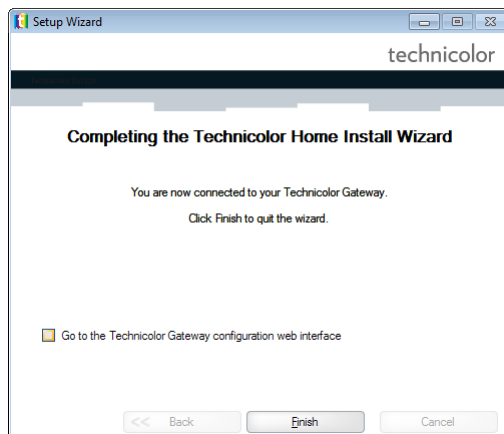 Setup Wizard
technicolor
Completing the Technicolor Home Install Wizard
You are now connected to your Technicolor Gateway.
Click Finish to quit the wizard.
Go to the Technicolor Gateway configuration web interface
<< Back
Finish
Cancel